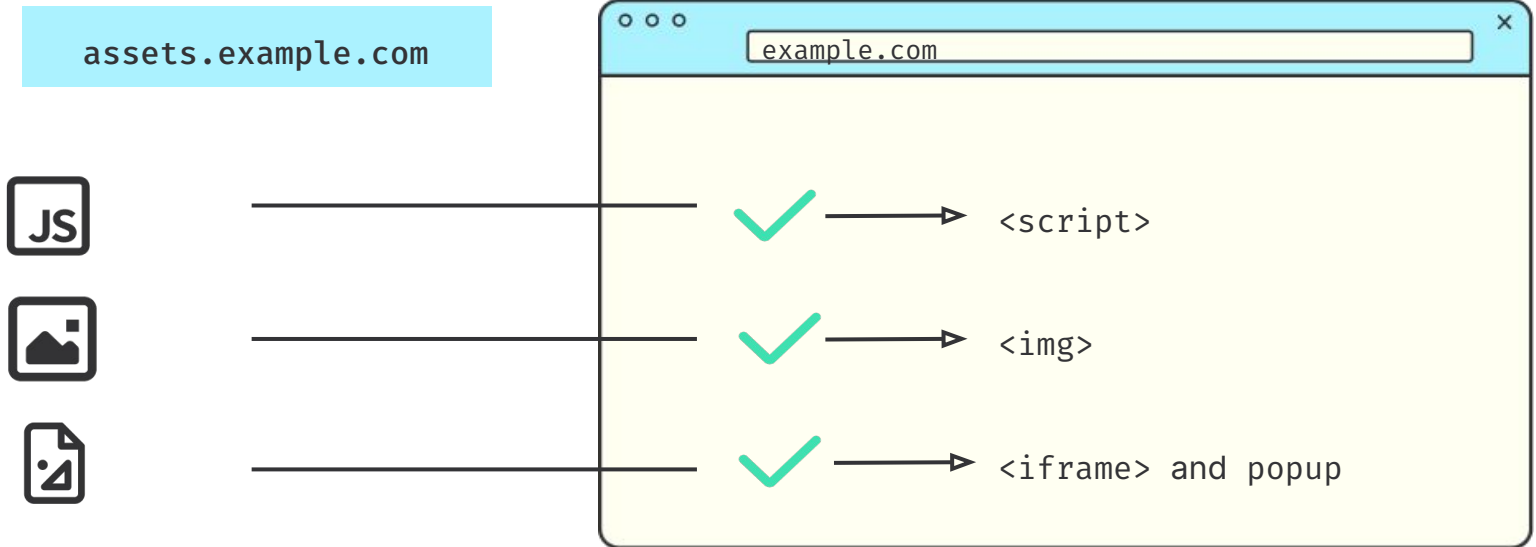 assets.example.com
example.com
JS
<script>
<img>
<iframe> and popup